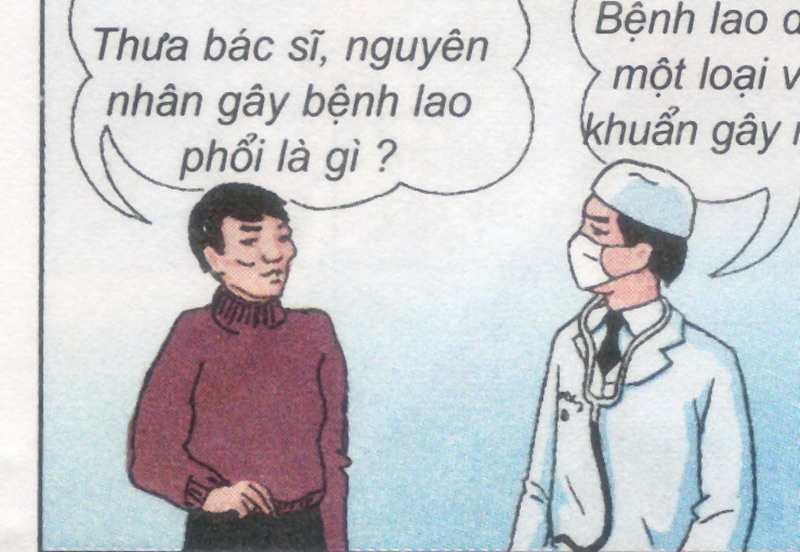 Thưa bác sĩ, nguyên
nhân gây bệnh lao
phổi là gì ?
Bệnh lao
một loại
khuẩn gây